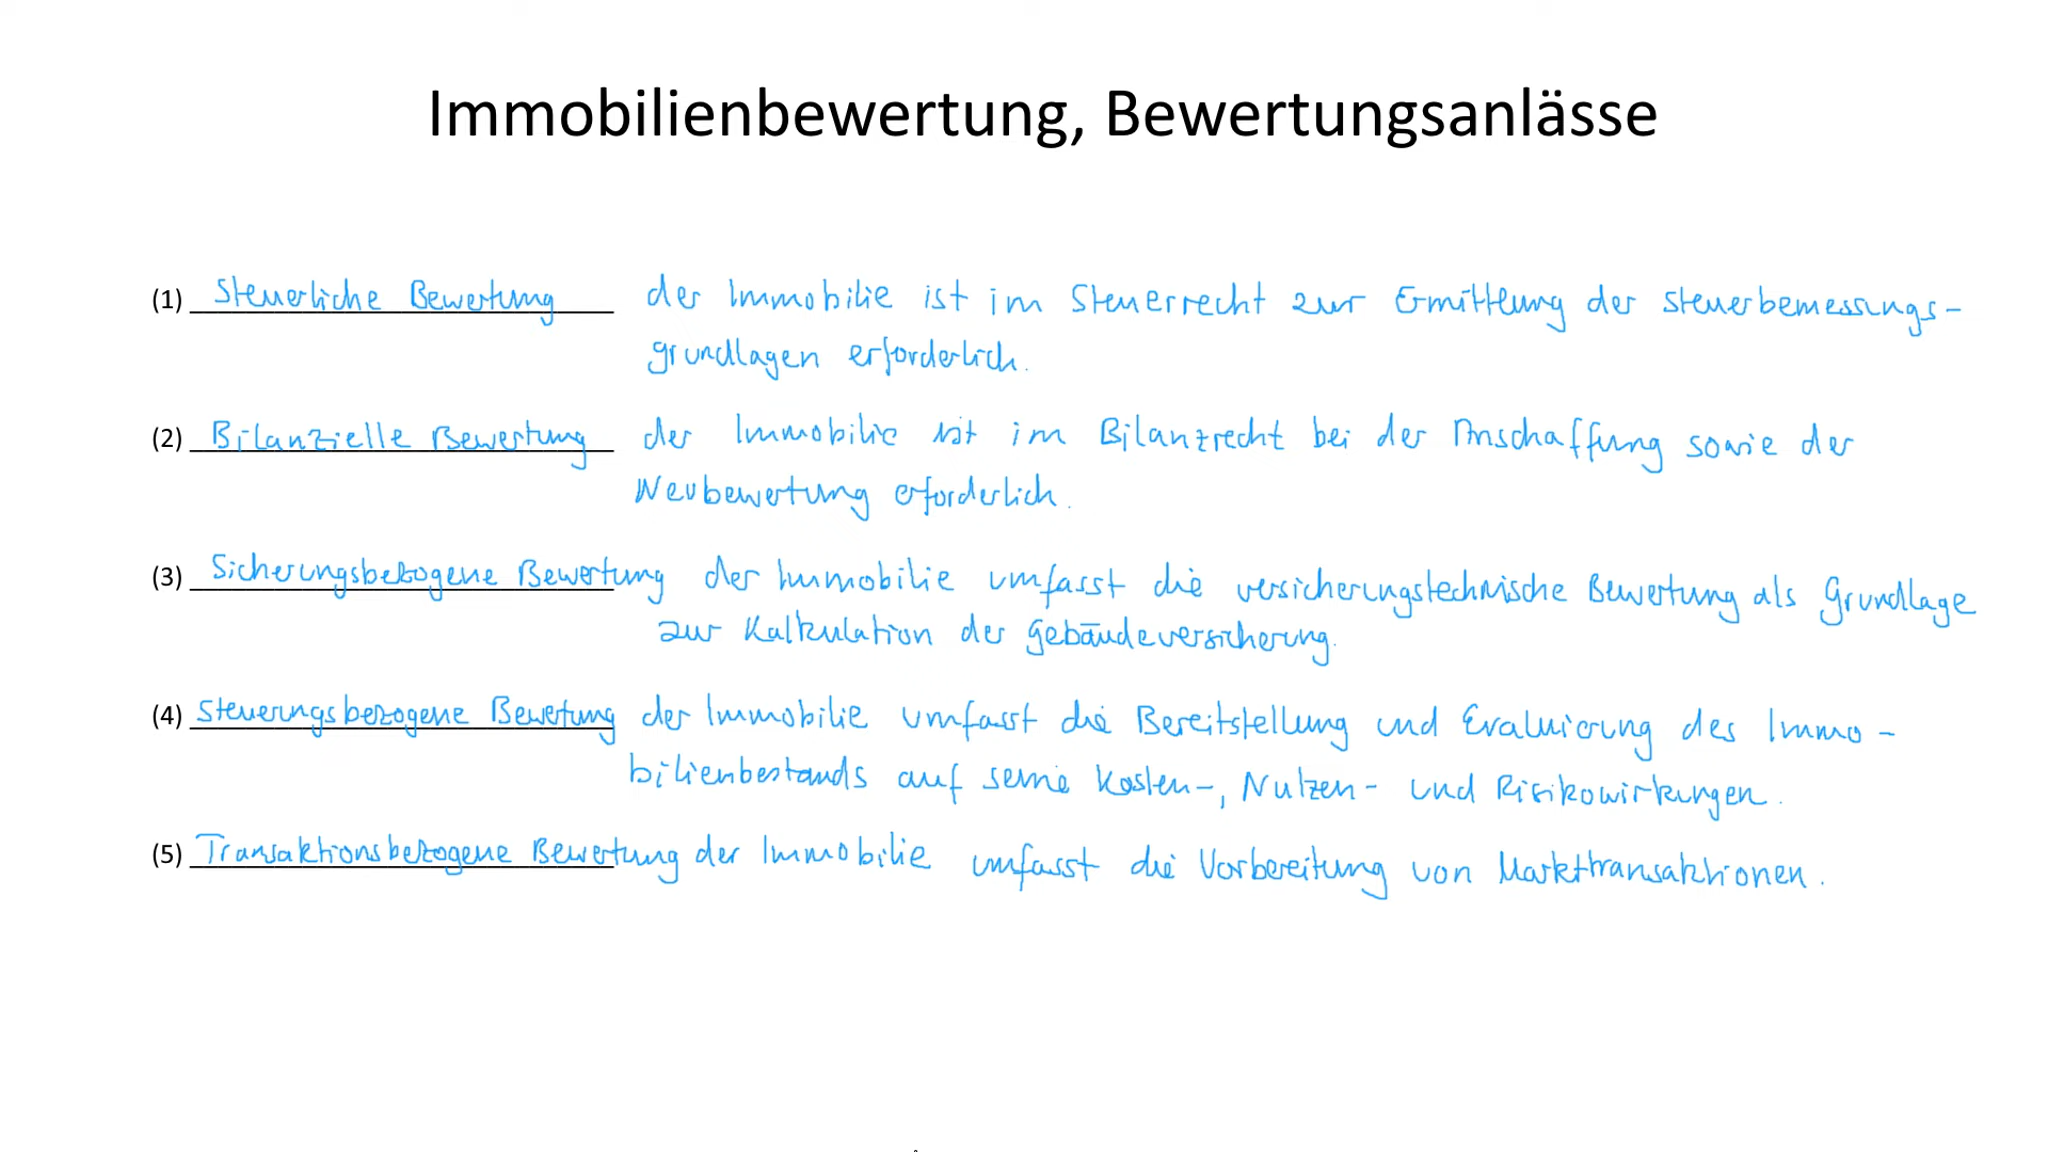 Immobilienbewertung, Bewertungsanlässe
(1) Steuerliche Bewertung der Immobilie ist im Steuerrecht zur Ermittlung der Steuerbemessungs-
grundlagen erforderlich.
(2) Bilanzielle Bewertung der Immobilie ist im Bilanzrecht bei der Anschaffung sowie der
Neubewertung erforderlich.
(3) Sicherungsbezogene Bewertung der Immobilie umfasst die versicherungstechnische Bewertung als Grundlage
zur Kalkulation der Gebäudeversicherung.
(4) Steuerungsbezogene Bewertung der Immobilie umfasst die Bereitstellung und Evaluierung des Immo-
bilienbestands auf seine Kosten-, Nutzen- und Risikowirkungen.
(5) Transaktionsbezogene Bewertung der Immobilie umfasst die Vorbereitung von Markttransaktionen.